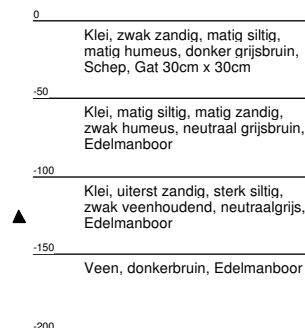 0
Klei, zwak zandig, matig siltig,
matig humeus, donker grijsbruin,
Schep, Gat 30cm x 30cm
-50
Klei, matig siltig, matig zandig,
zwak humeus, neutraal grijsbruin,
Edelmanboor
-100
Klei, uiterst zandig, sterk siltig,
zwak veenhoudend, neutraalgrijs,
Edelmanboor
-150
Veen, donkerbruin, Edelmanboor
-200